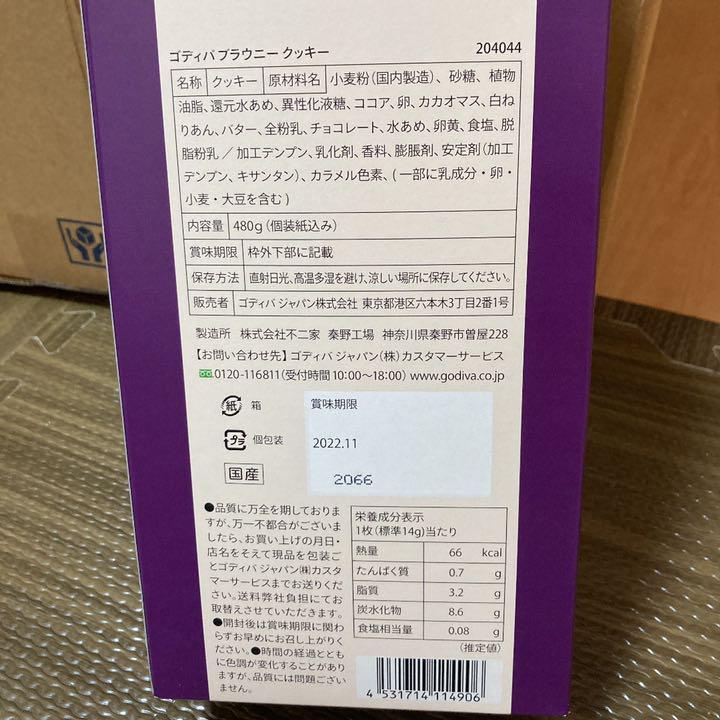 ゴディバ ブラウニー クッキー 204044
名称 クッキー 原材料名 小麦粉(国内製造)、砂糖、植物
油脂、還元水あめ、異性化液糖、ココア、卵、カカオマス、白ね
りあん、バター、全粉乳、チョコレート、水あめ、卵黄、食塩、脱
脂粉乳／加工デンプン、乳化剤、香料、膨脹剤、安定剤(加工
デンプン、キサンタン)、カラメル色素、(一部に乳成分・卵・
小麦・大豆を含む)
内容量 480g(個装紙込み)
賞味期限 枠外下部に記載
保存方法 直射日光、高温多湿を避け、涼しい場所に保存してください。
販売者 ゴディバ ジャパン株式会社 東京都港区六本木3丁目2番1号
製造所 株式会社不二家 秦野工場 神奈川県秦野市曽屋228
【お問い合わせ先】ゴディバ ジャパン(株)カスタマーサービス
0120-116811(受付時間10:00〜18:00) www.godiva.co.jp
紙 箱
プラ 個包装
国産
賞味期限
2022.11
2066
●品質に万全を期しております
ますが、万一不都合がございま
したら、お買い上げの月日・
店名をそえて現品を包装ご
とゴディバ ジャパン㈱カスタ
マーサービスまでお送りくだ
さい。送料弊社負担にてお
取替えさせていただきます。
●開封後は賞味期限に関わ
らずお早めにお召し上がりく
ださい。●時間の経過ととも
に色調が変化することがあり
ますが、品質には問題ござい
ません。
栄養成分表示
1枚(標準14g)当たり
熱量 66 kcal
たんぱく質 0.7 g
脂質 3.2 g
炭水化物 8.6 g
食塩相当量 0.08 g
(推定値)
4 531714 114906